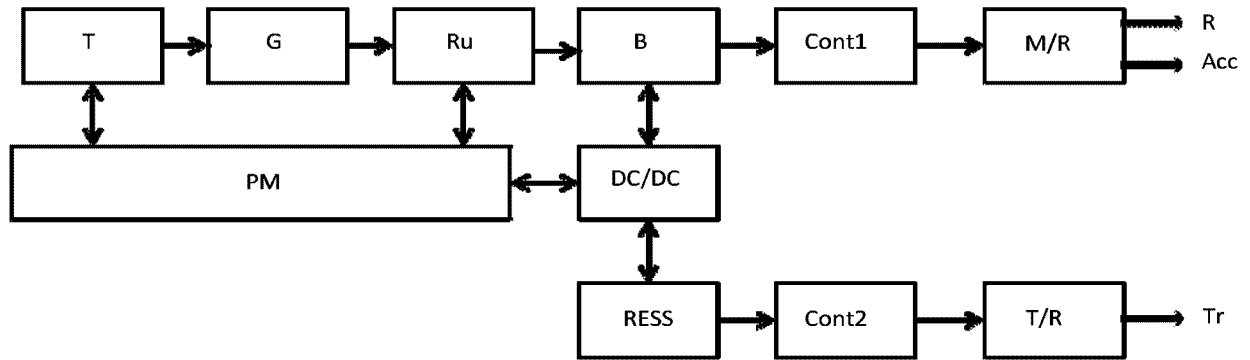 T
G
Ru
B
Cont1
M/R
R
Acc
PM
DC/DC
RESS
Cont2
T/R
Tr